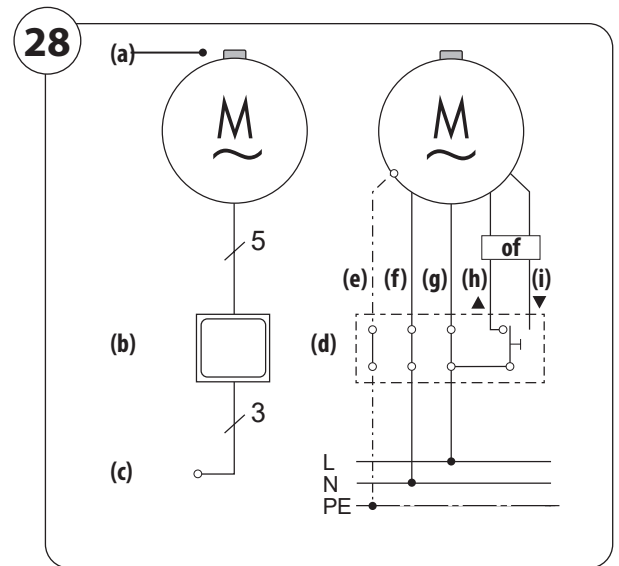 28
(a)
M
M
5
of
(e) (f) (g) (h) (i)
▲ ▼
(b)
(d)
3
(c)
L
N
PE